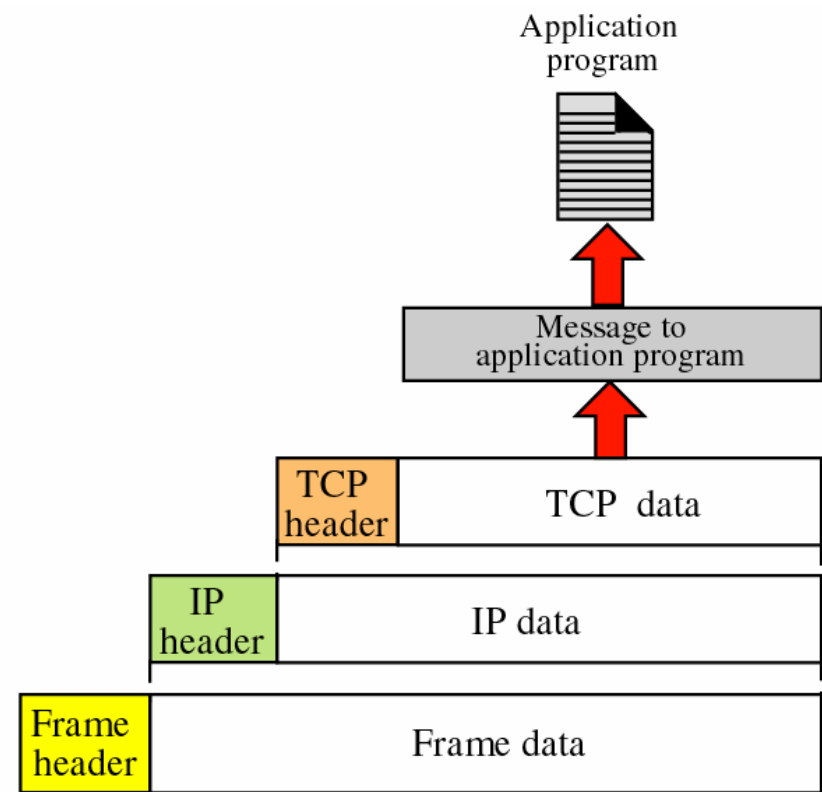 Application
program
Message to
application program
TCP
header
TCP data
IP
header
IP data
Frame
header
Frame data